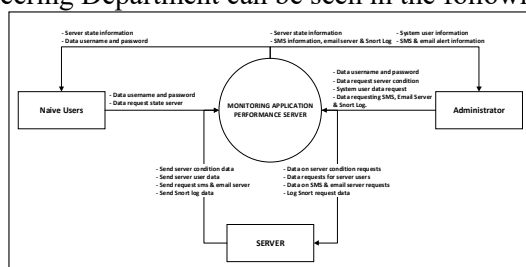 eering Department can be seen in the followi
- Server state information
- Data username and password
- Server state information
- SMS information, email server & Snort Log
- System user information
- SMS & email alert information
Naive Users
- Data username and password
- Data request state server
MONITORING APPLICATION
PERFORMANCE SERVER
- Data username and password
- Data request server condition
- System user data request
- Data requesting SMS, Email Server
& Snort Log.
Administrator
- Send server condition data
- Send server user data
- Send request sms & email server
- Send Snort log data
- Data on server condition requests
- Data requests for server users
- Data on SMS & email server requests
- Log Snort request data
SERVER